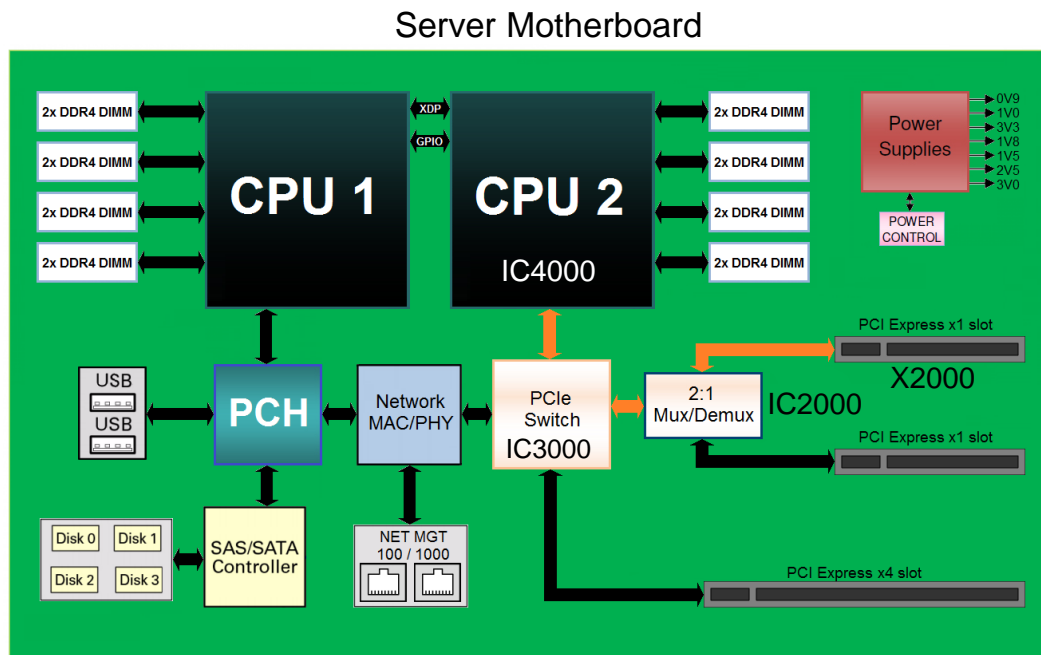 Server Motherboard
2x DDR4 DIMM
2x DDR4 DIMM
2x DDR4 DIMM
2x DDR4 DIMM
CPU 1
XDP
GPIO
CPU 2
IC4000
2x DDR4 DIMM
2x DDR4 DIMM
2x DDR4 DIMM
2x DDR4 DIMM
Power
Supplies
0V9
1V0
3V3
1V8
1V5
2V5
3V0
POWER
CONTROL
PCI Express x1 slot
X2000
USB
USB
PCH
Network
MAC/PHY
PCIe
Switch
IC3000
2:1
Mux/Demux
IC2000
PCI Express x1 slot
Disk 0
Disk 1
Disk 2
Disk 3
SAS/SATA
Controller
NET MGT
100 / 1000
PCI Express x4 slot